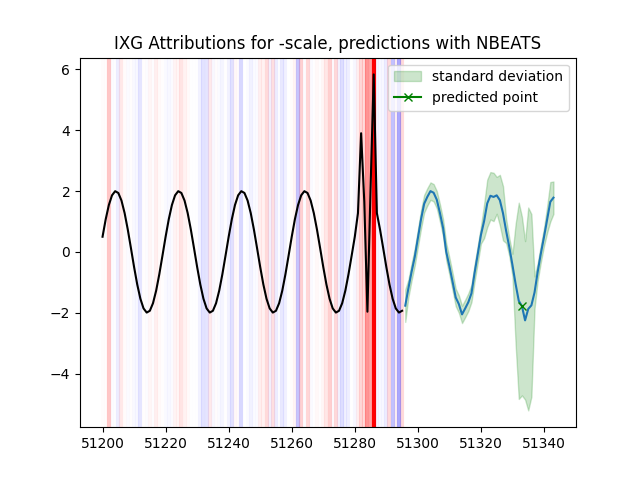 IXG Attributions for -scale, predictions with NBEATS
6
4
2
0
−2
−4
standard deviation
predicted point
51200 51220 51240 51260 51280 51300 51320 51340